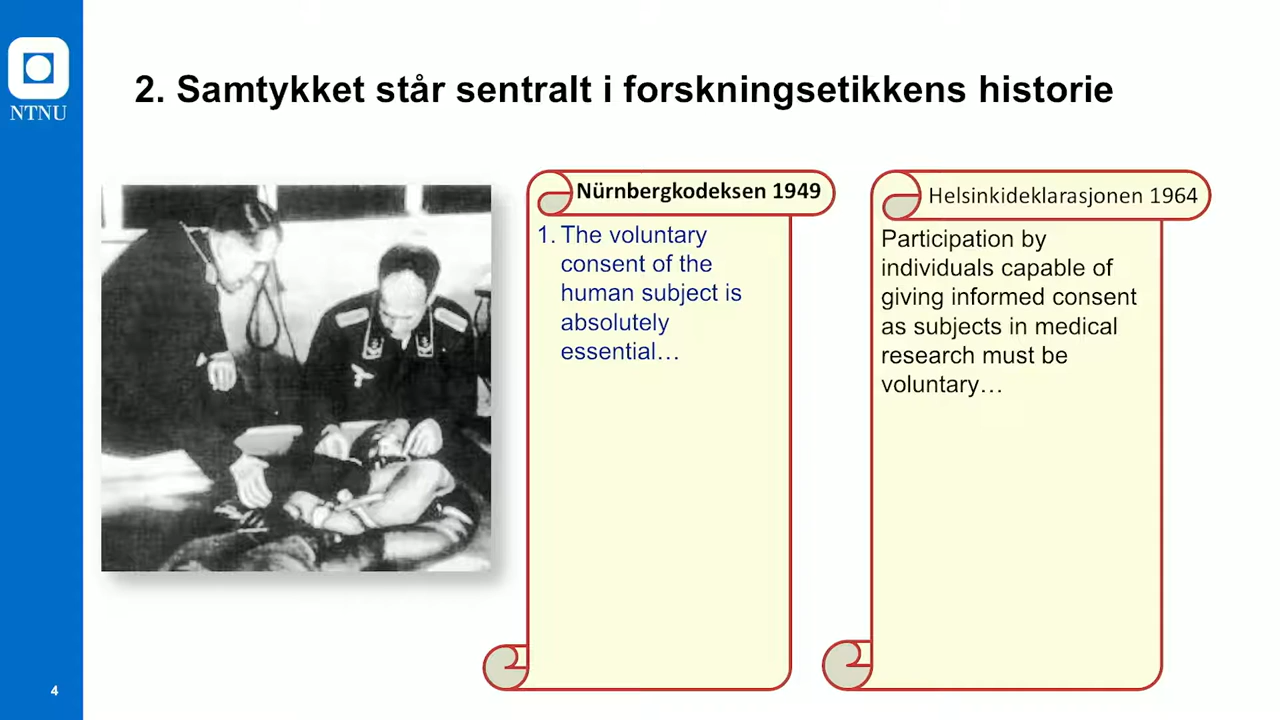 NTNU
2. Samtykket står sentralt i forskningsetikkens historie
Nürnbergkodeksen 1949
1. The voluntary
consent of the
human subject is
absolutely
essential…
Helsinkideklarasjonen 1964
Participation by
individuals capable of
giving informed consent
as subjects in medical
research must be
voluntary…
4